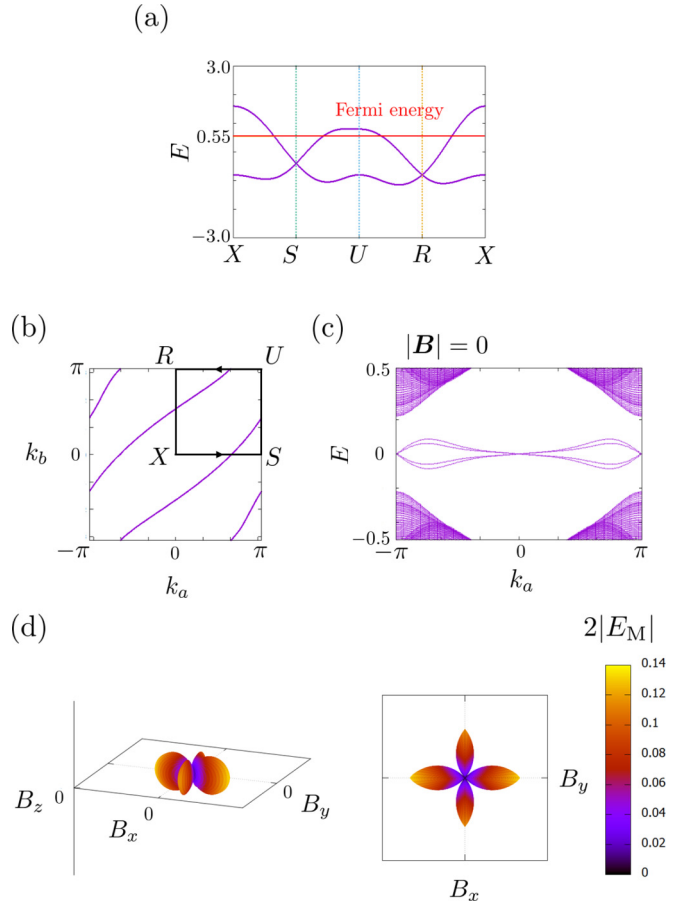 (a)
3.0
Fermi energy
0.55
E
−3.0
X S U R X
(b)
R U
π
k_b 0
X S
−π
−π 0 π
k_a
(c)
|B| = 0
0.5
E 0
−0.5
−π 0 π
k_a
(d)
2|E_M|
0.14
0.12
0.1
0.08
0.06
0.04
0.02
0
B_z 0
0
B_x
0
B_y
B_y
B_x